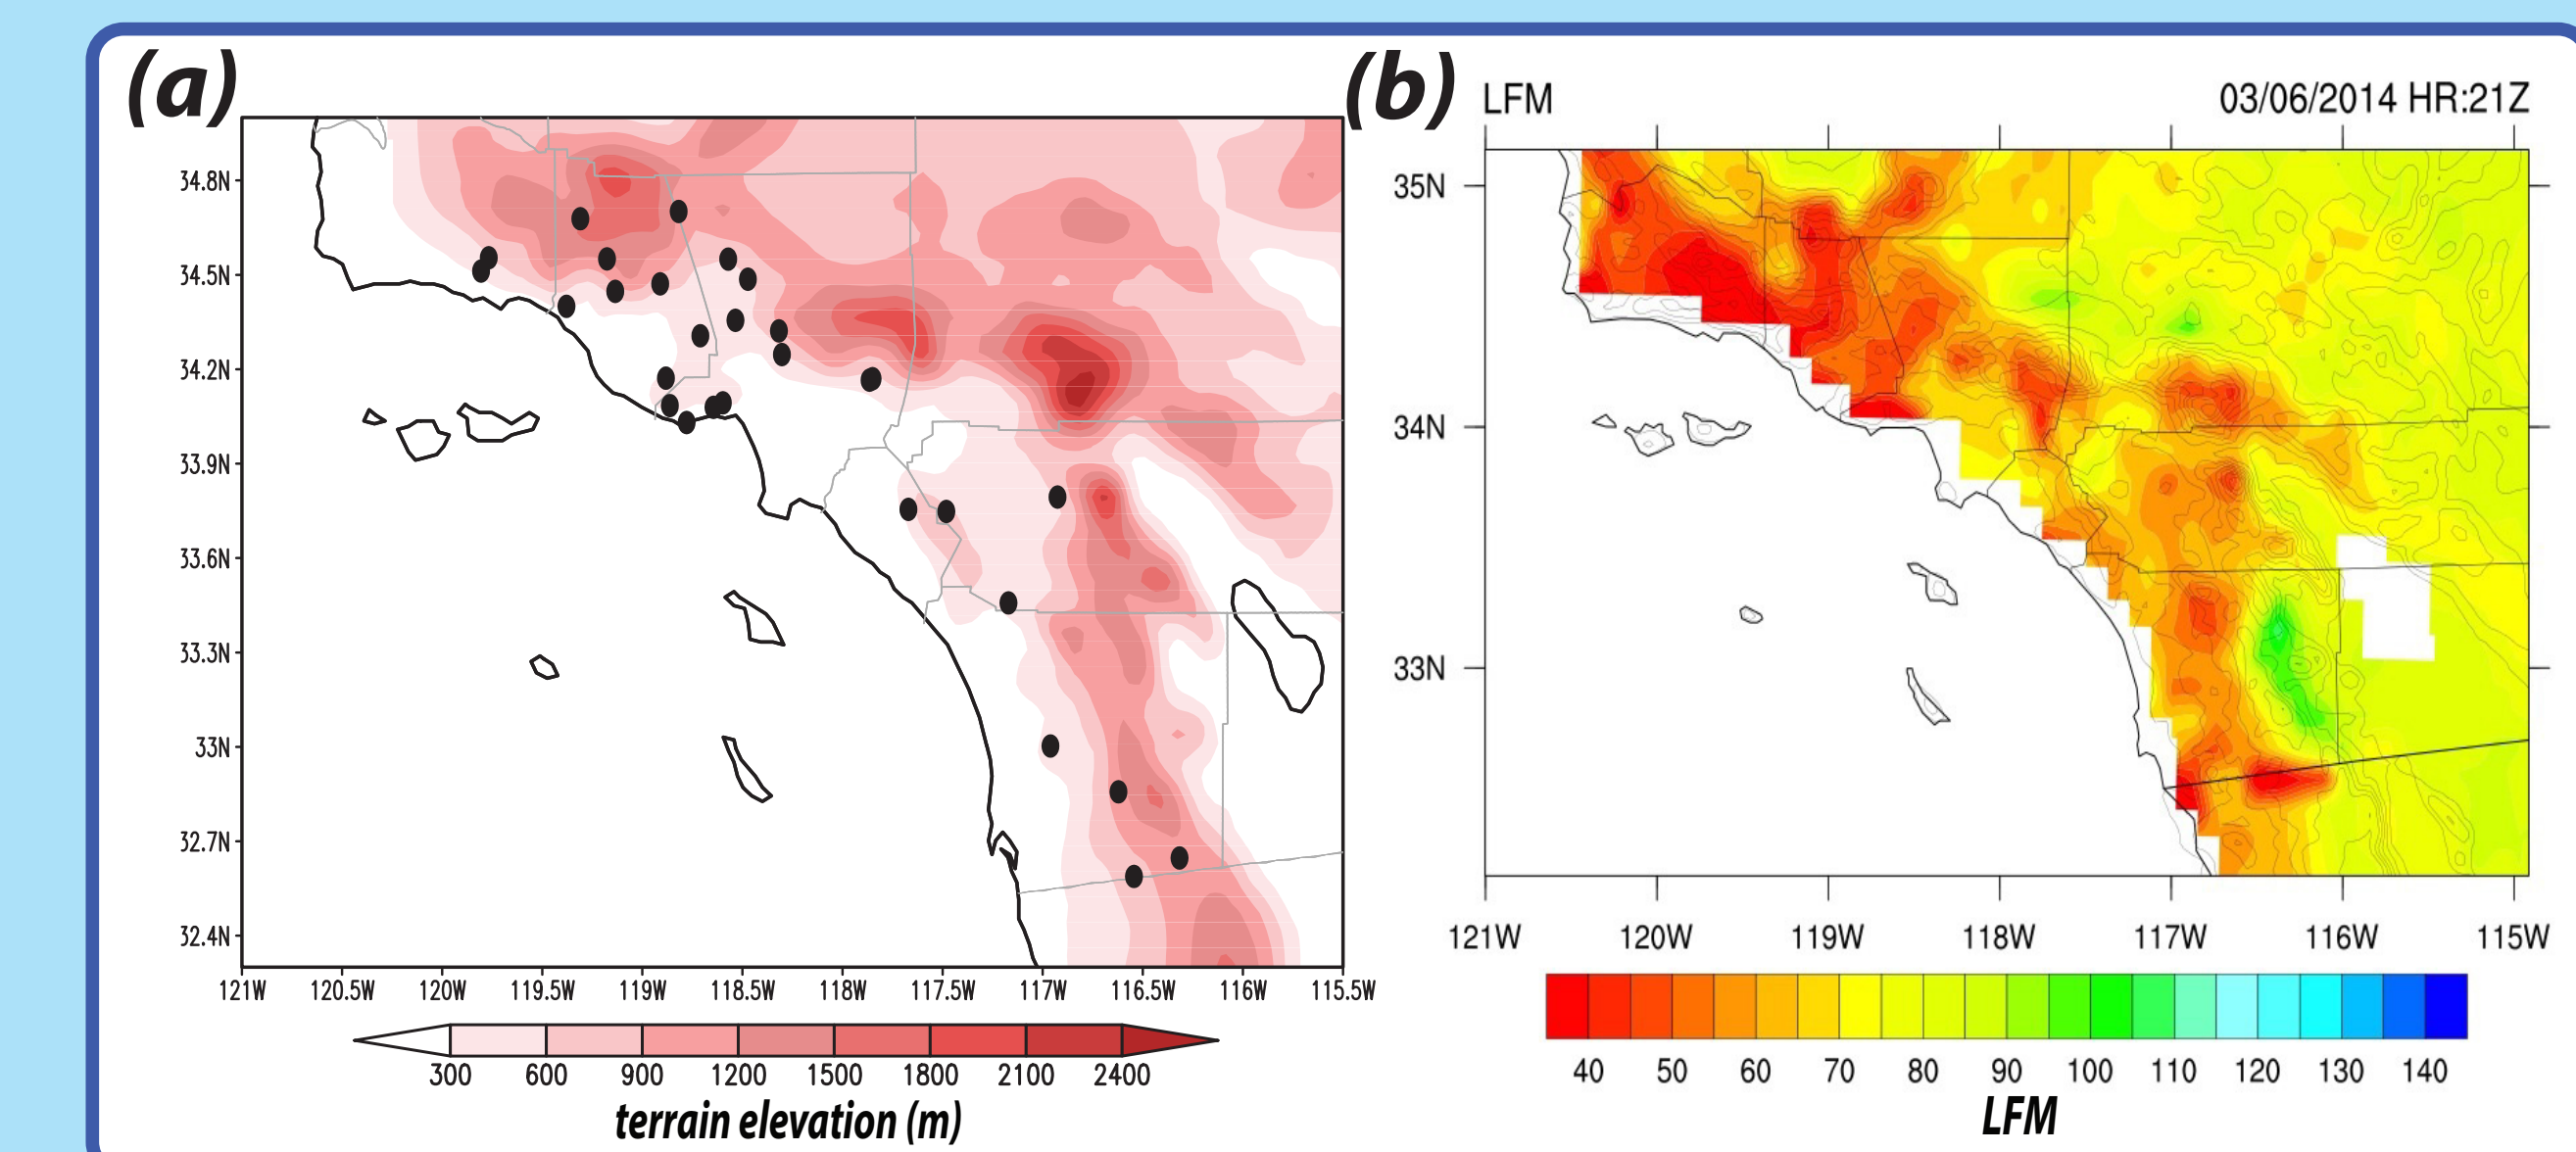 (a)
34.8N
34.5N
34.2N
33.9N
33.6N
33.3N
33N
32.7N
32.4N
121W 120.5W 120W 119.5W 119W 118.5W 118W 117.5W 117W 116.5W 116W 115.5W
300 600 900 1200 1500 1800 2100 2400
terrain elevation (m)
(b)
LFM 03/06/2014 HR:21Z
35N
34N
33N
121W 120W 119W 118W 117W 116W 115W
40 50 60 70 80 90 100 110 120 130 140
LFM